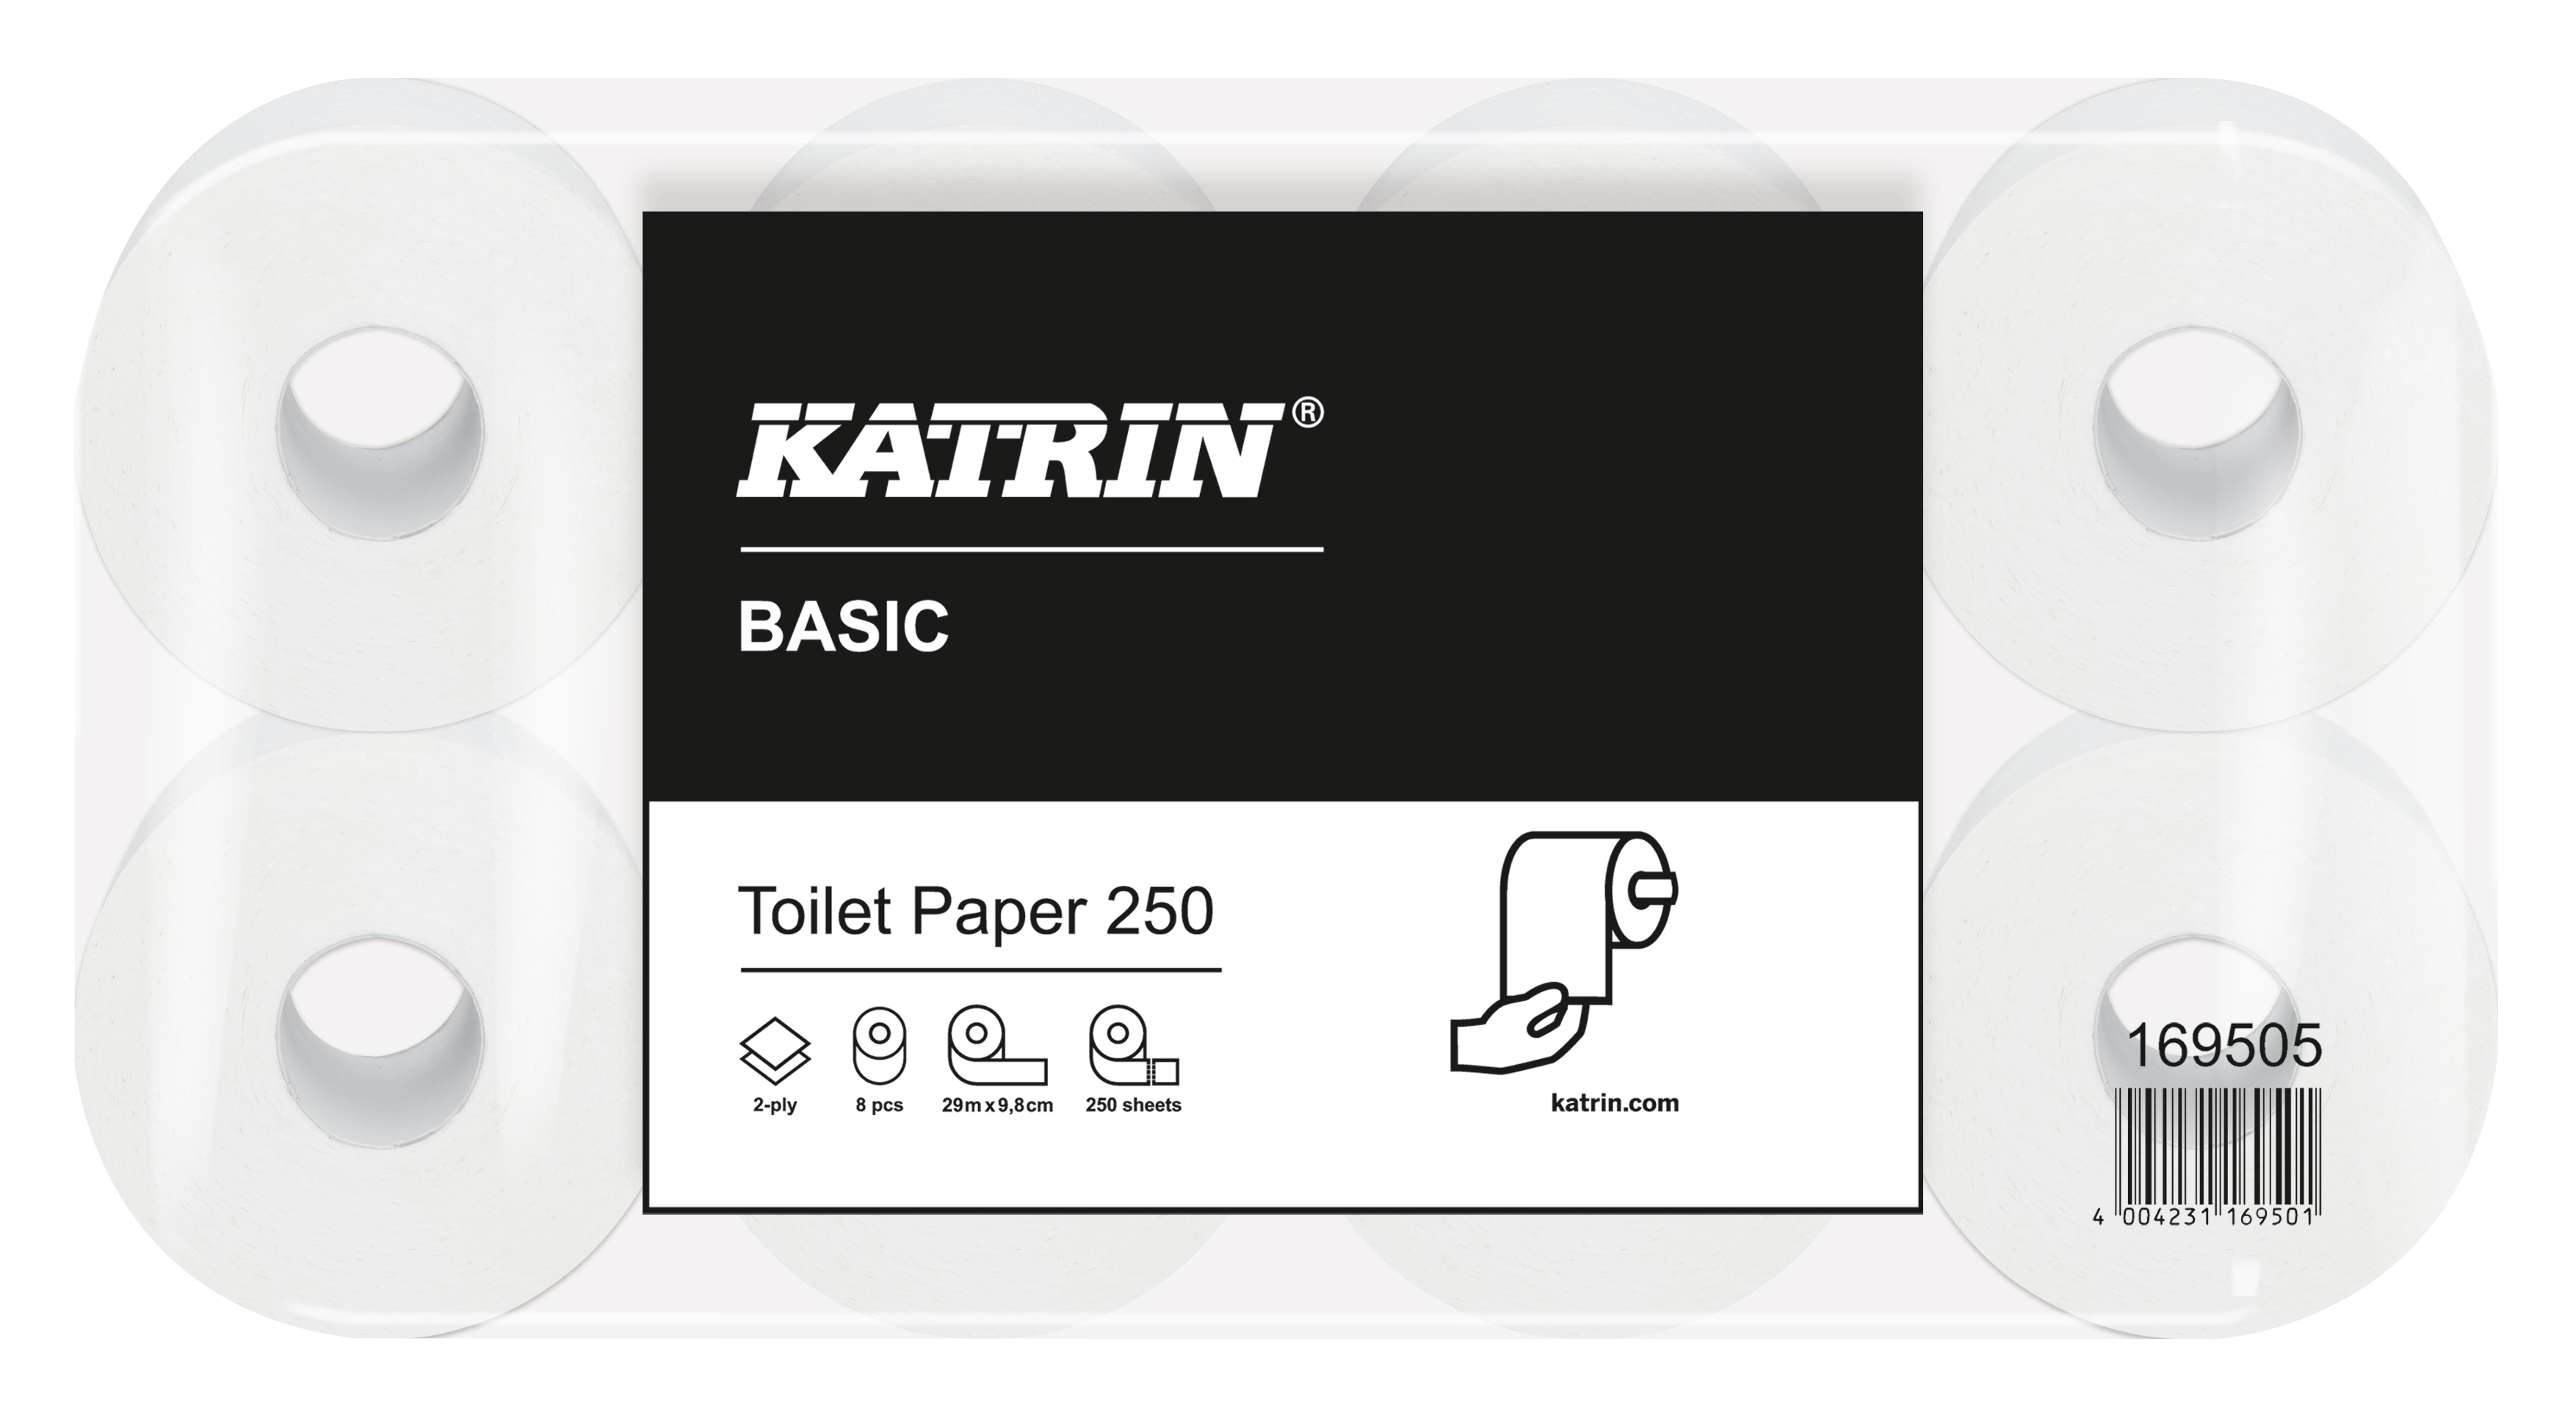 KATRIN®
BASIC
Toilet Paper 250
2-ply
8 pcs
29m x 9,8cm
250 sheets
katrin.com
169505
4 004231 169501